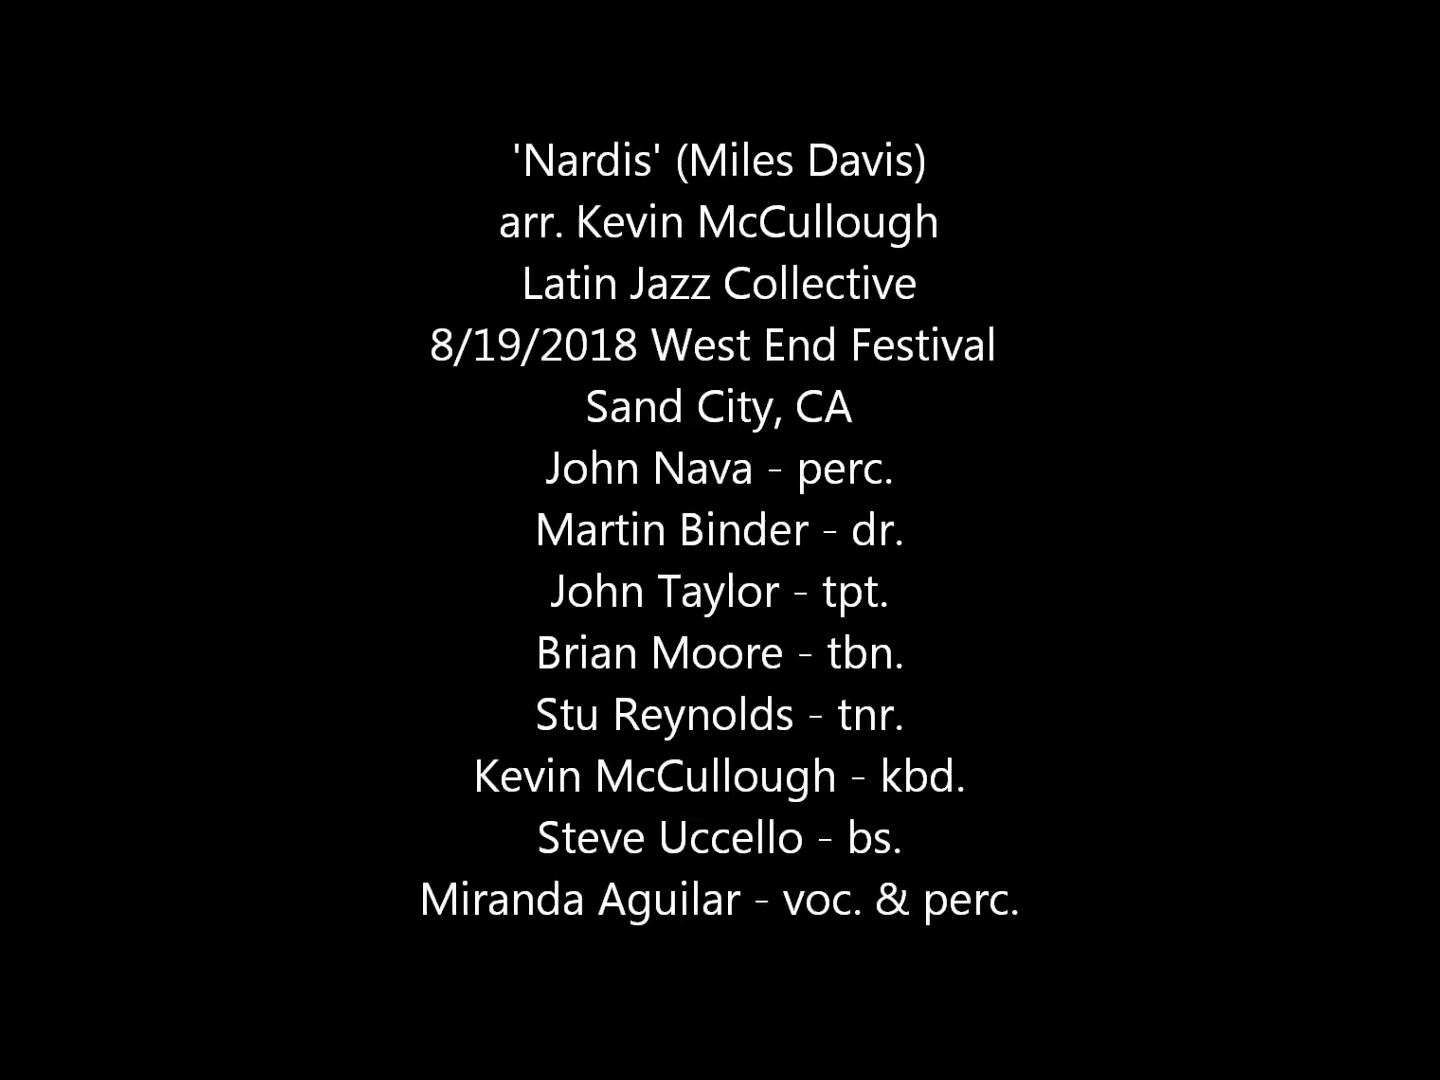 'Nardis' (Miles Davis)
arr. Kevin McCullough
Latin Jazz Collective
8/19/2018 West End Festival
Sand City, CA
John Nava - perc.
Martin Binder - dr.
John Taylor - tpt.
Brian Moore - tbn.
Stu Reynolds - tnr.
Kevin McCullough - kbd.
Steve Uccello - bs.
Miranda Aguilar - voc. & perc.